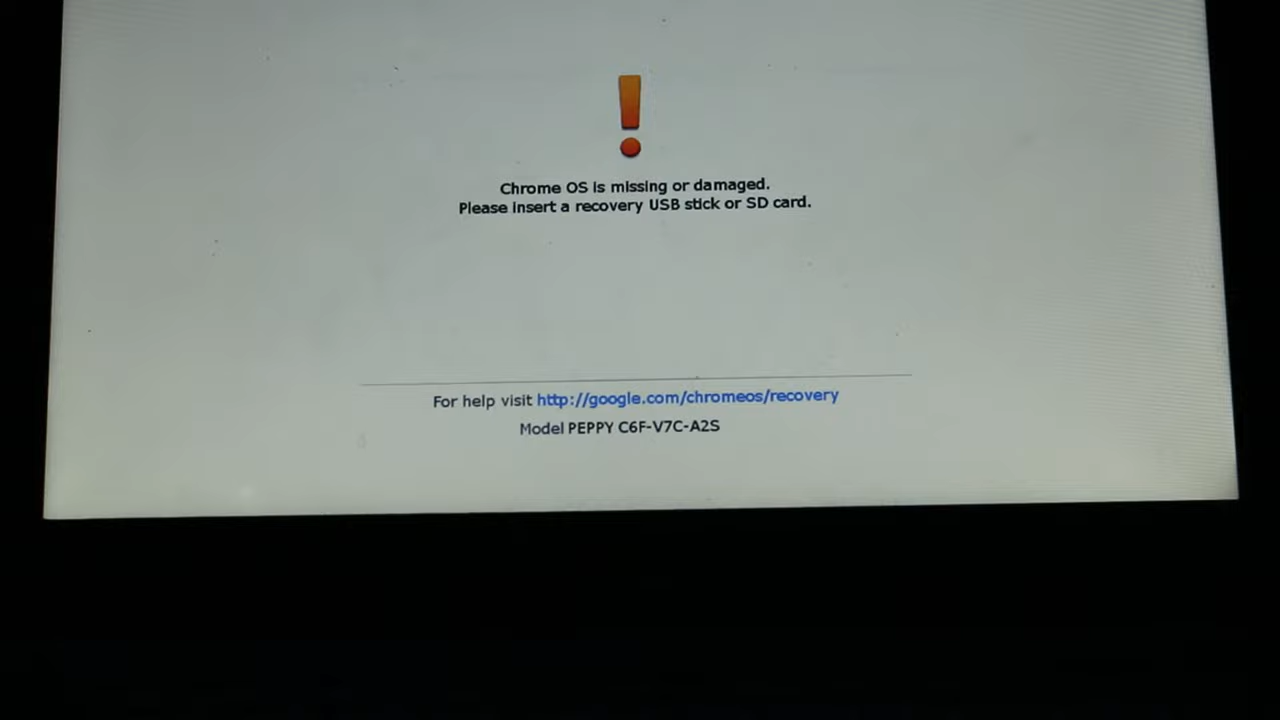 Chrome OS is missing or damaged.
Please insert a recovery USB stick or SD card.
For help visit http://google.com/chromeos/recovery
Model PEPPY C6F-V7C-A2S